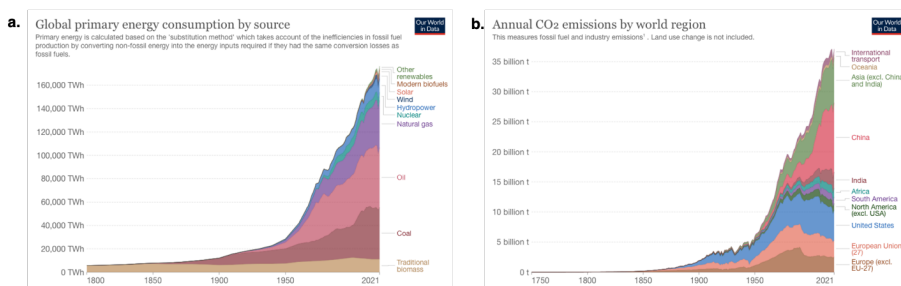 a.
Global primary energy consumption by source
Our World
in Data
Primary energy is calculated based on the 'substitution method' which takes account of the inefficiencies in fossil fuel
production by converting non-fossil energy into the energy inputs required if they had the same conversion losses as
fossil fuels.
160,000 TWh
140,000 TWh
120,000 TWh
100,000 TWh
80,000 TWh
60,000 TWh
40,000 TWh
20,000 TWh
0 TWh
1800
1850
1900
1950
2021
Other
renewables
Modern biofuels
Solar
Wind
Hydropower
Nuclear
Natural gas
Oil
Coal
Traditional
biomass
b.
Annual CO2 emissions by world region
Our World
in Data
This measures fossil fuel and industry emissions¹. Land use change is not included.
35 billion t
30 billion t
25 billion t
20 billion t
15 billion t
10 billion t
5 billion t
0 t
1750
1800
1850
1900
1950
2021
International
transport
Oceania
Asia (excl. China
and India)
China
India
Africa
South America
North America
(excl. USA)
United States
European Union
(27)
Europe (excl.
EU-27)